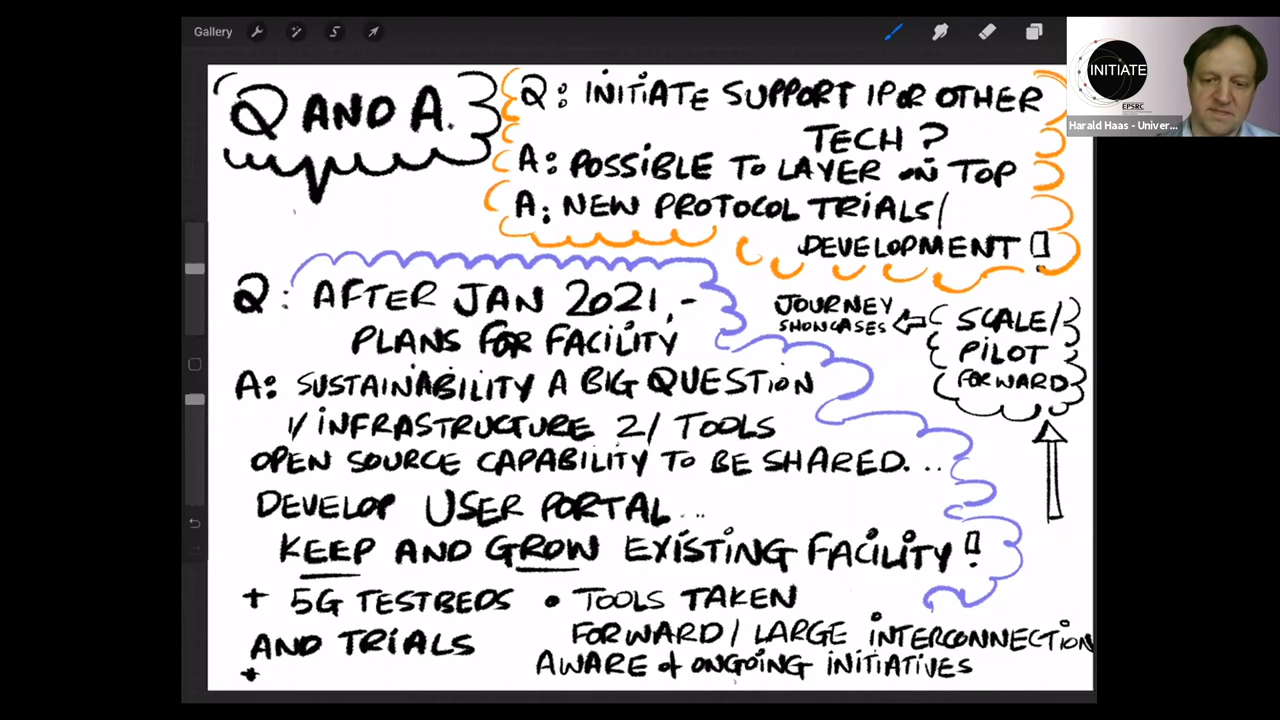 Gallery
INITIATE
EPSRC
Harald Haas - Univer...
Q AND A.
Q: INITIATE SUPPORT IP OR OTHER
TECH?
A: POSSIBLE TO LAYER ON TOP
A: NEW PROTOCOL TRIALS/
DEVELOPMENT!
Q: AFTER JAN 2021,-
PLANS FOR FACILITY
A: SUSTAINABILITY A BIG QUESTION
1/ INFRASTRUCTURE 2/ TOOLS
OPEN SOURCE CAPABILITY TO BE SHARED...
DEVELOP USER PORTAL...
KEEP AND GROW EXISTING FACILITY!
JOURNEY
SHOWCASES
SCALE/
PILOT
FORWARD
+ 5G TESTBEDS
AND TRIALS
+
• TOOLS TAKEN
FORWARD/ LARGE INTERCONNECTION
AWARE of ONGOING INITIATIVES